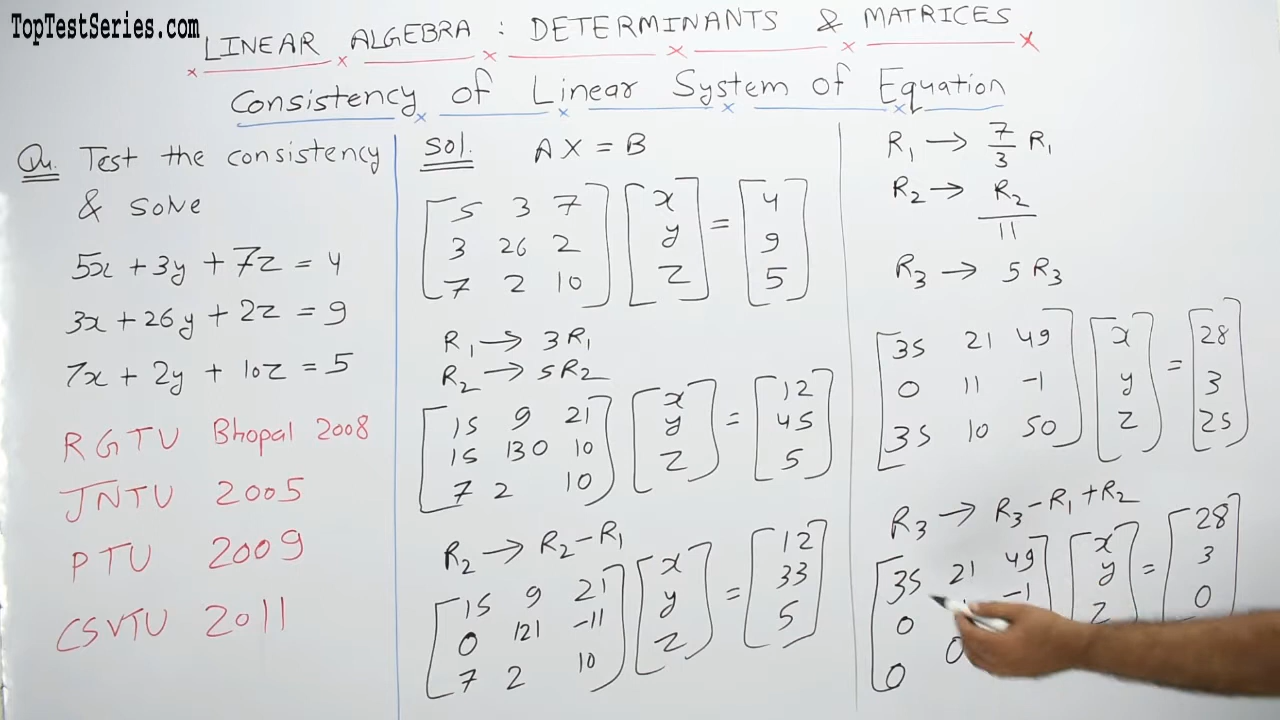 TopTestSeries.com
LINEAR ALGEBRA : DETERMINANTS & MATRICES
Consistency of Linear System of Equation
Qu. Test the consistency
& solve
5x + 3y + 7z = 4
3x + 26y + 2z = 9
7x + 2y + 10z = 5
RGTU Bhopal 2008
JNTU 2005
PTU 2009
CSVTU 2011
Sol. AX = B
[5 3 7] [x] = [4]
[3 26 2] [y] [9]
[7 2 10] [z] [5]
R1 → 3R1
R2 → 5R2
[15 9 21] [x] = [12]
[15 130 10] [y] [45]
[7 2 10] [z] [5]
R2 → R2 - R1
[15 9 21] [x] = [12]
[0 121 -11] [y] [33]
[7 2 10] [z] [5]
R1 → 7/3 R1
R2 → R2/11
R3 → 5R3
[35 21 49] [x] = [28]
[0 11 -1] [y] [3]
[35 10 50] [z] [25]
R3 → R3 - R1 + R2
[35 21 49] [x] = [28]
[0 -1] [y] [3]
[0 0 [z] [0]